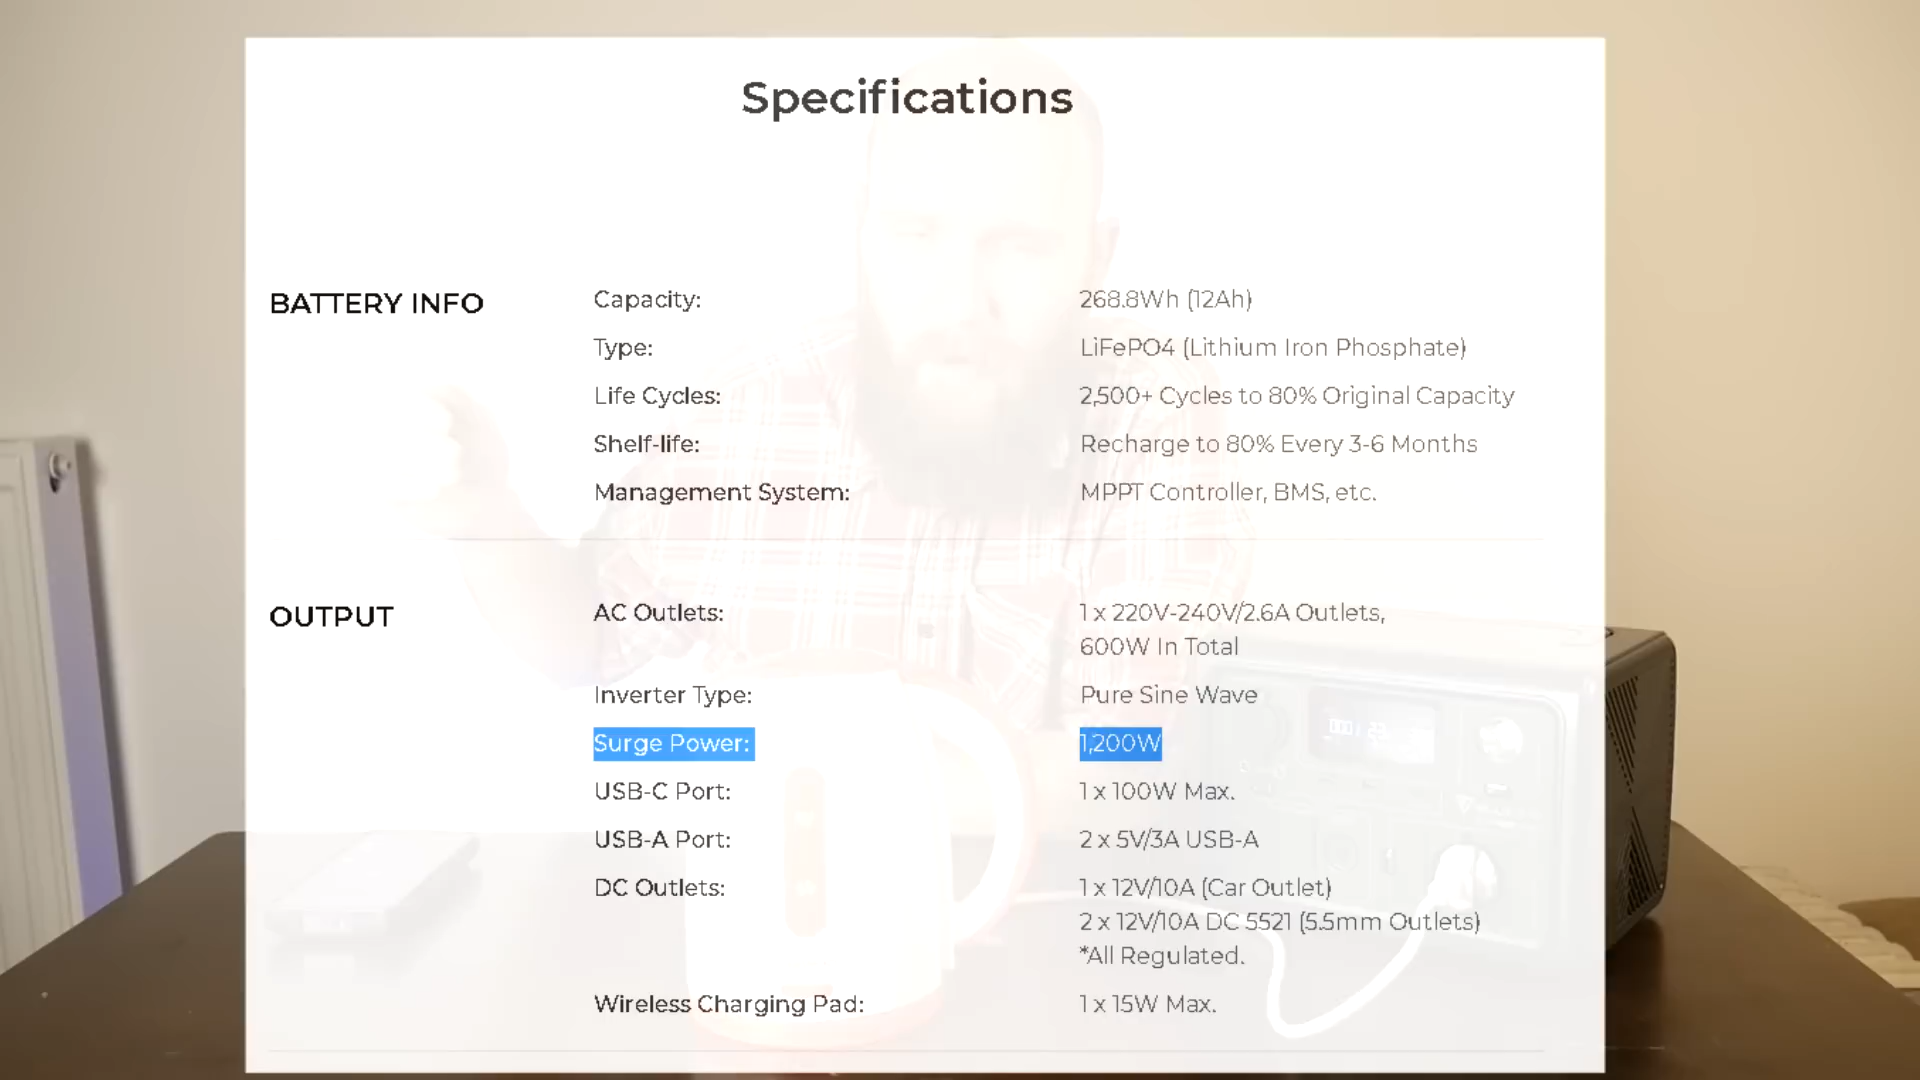 Specifications
BATTERY INFO
Capacity: 268.8Wh (12Ah)
Type: LiFePO4 (Lithium Iron Phosphate)
Life Cycles: 2,500+ Cycles to 80% Original Capacity
Shelf-life: Recharge to 80% Every 3-6 Months
Management System: MPPT Controller, BMS, etc.
OUTPUT
AC Outlets: 1 x 220V-240V/2.6A Outlets,
600W In Total
Inverter Type: Pure Sine Wave
Surge Power: 1,200W
USB-C Port: 1 x 100W Max.
USB-A Port: 2 x 5V/3A USB-A
DC Outlets: 1 x 12V/10A (Car Outlet)
2 x 12V/10A DC 5521 (5.5mm Outlets)
*All Regulated.
Wireless Charging Pad: 1 x 15W Max.